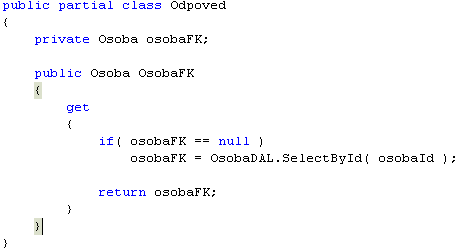 public partial class Odpoved
{
    private Osoba osobaFK;

    public Osoba OsobaFK
    {
        get
        {
            if( osobaFK == null )
                osobaFK = OsobaDAL.SelectById( osobaId );

            return osobaFK;
        }
    }
}